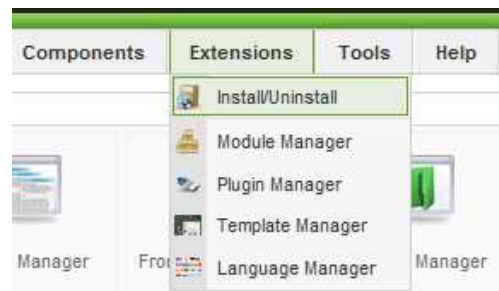 Components Extensions Tools Help
Install/Uninstall
Module Manager
Plugin Manager
Template Manager
Language Manager
Manager
Manager